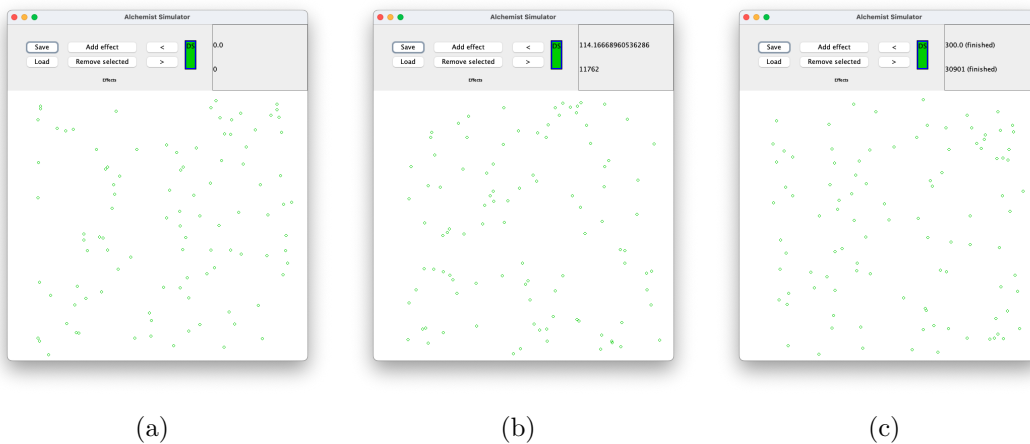 Alchemist Simulator
Save Add effect < DS 0.0
Load Remove selected > 0
Effects
Alchemist Simulator
Save Add effect < DS 114.16668960536286
Load Remove selected > 11762
Effects
Alchemist Simulator
Save Add effect < DS 300.0 (finished)
Load Remove selected > 30901 (finished)
Effects
(a) (b) (c)